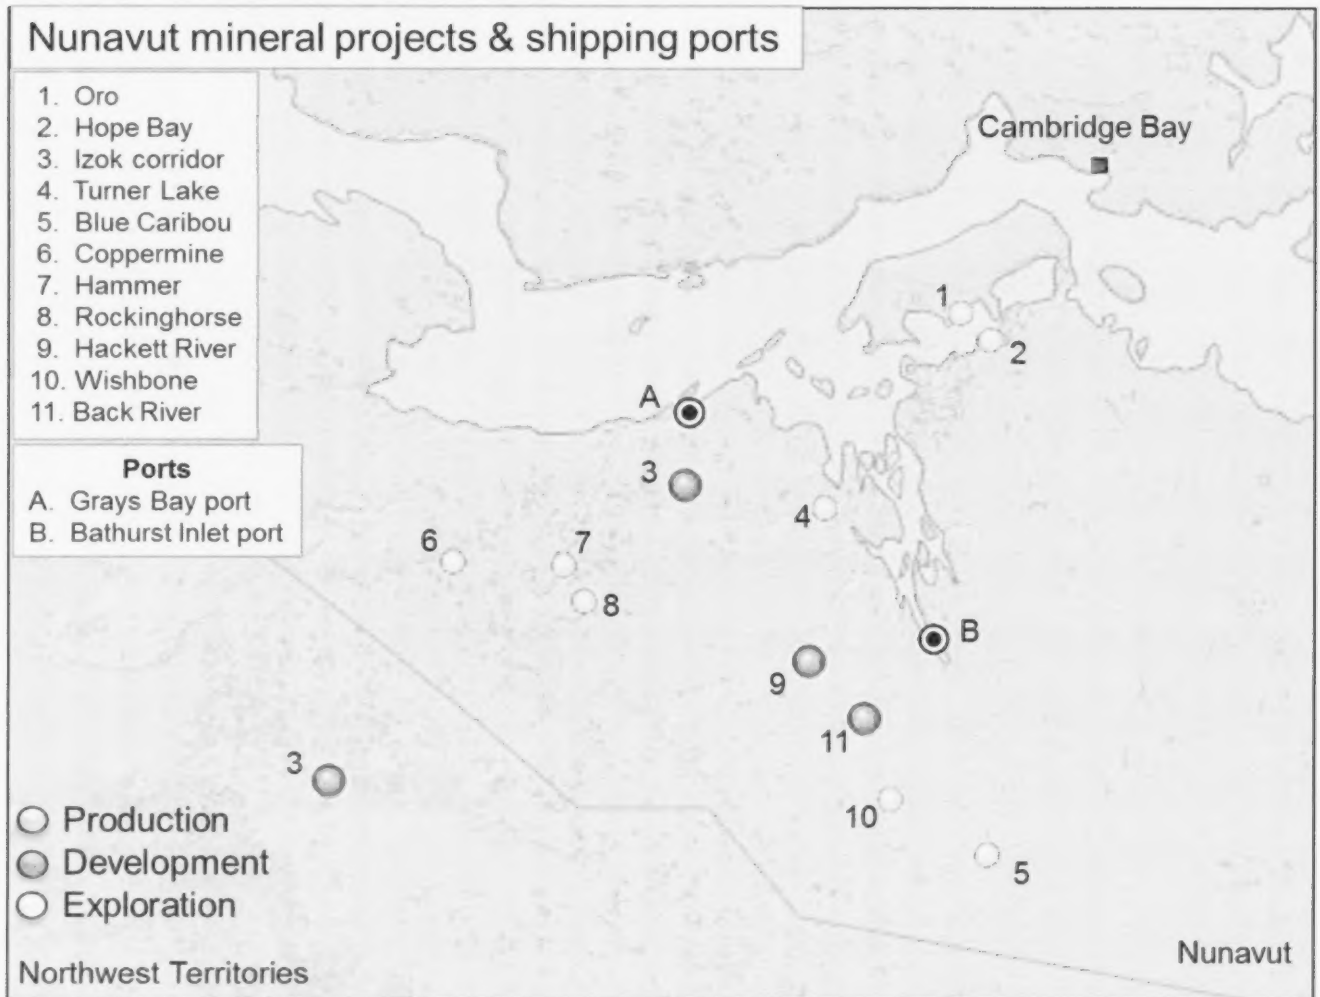 Nunavut mineral projects & shipping ports
1. Oro
2. Hope Bay
3. Izok corridor
4. Turner Lake
5. Blue Caribou
6. Coppermine
7. Hammer
8. Rockinghorse
9. Hackett River
10. Wishbone
11. Back River
Ports
A. Grays Bay port
B. Bathurst Inlet port
Cambridge Bay
1
2
A
3
4
6
7
8
B
9
11
3
10
5
Production
Development
Exploration
Nunavut
Northwest Territories